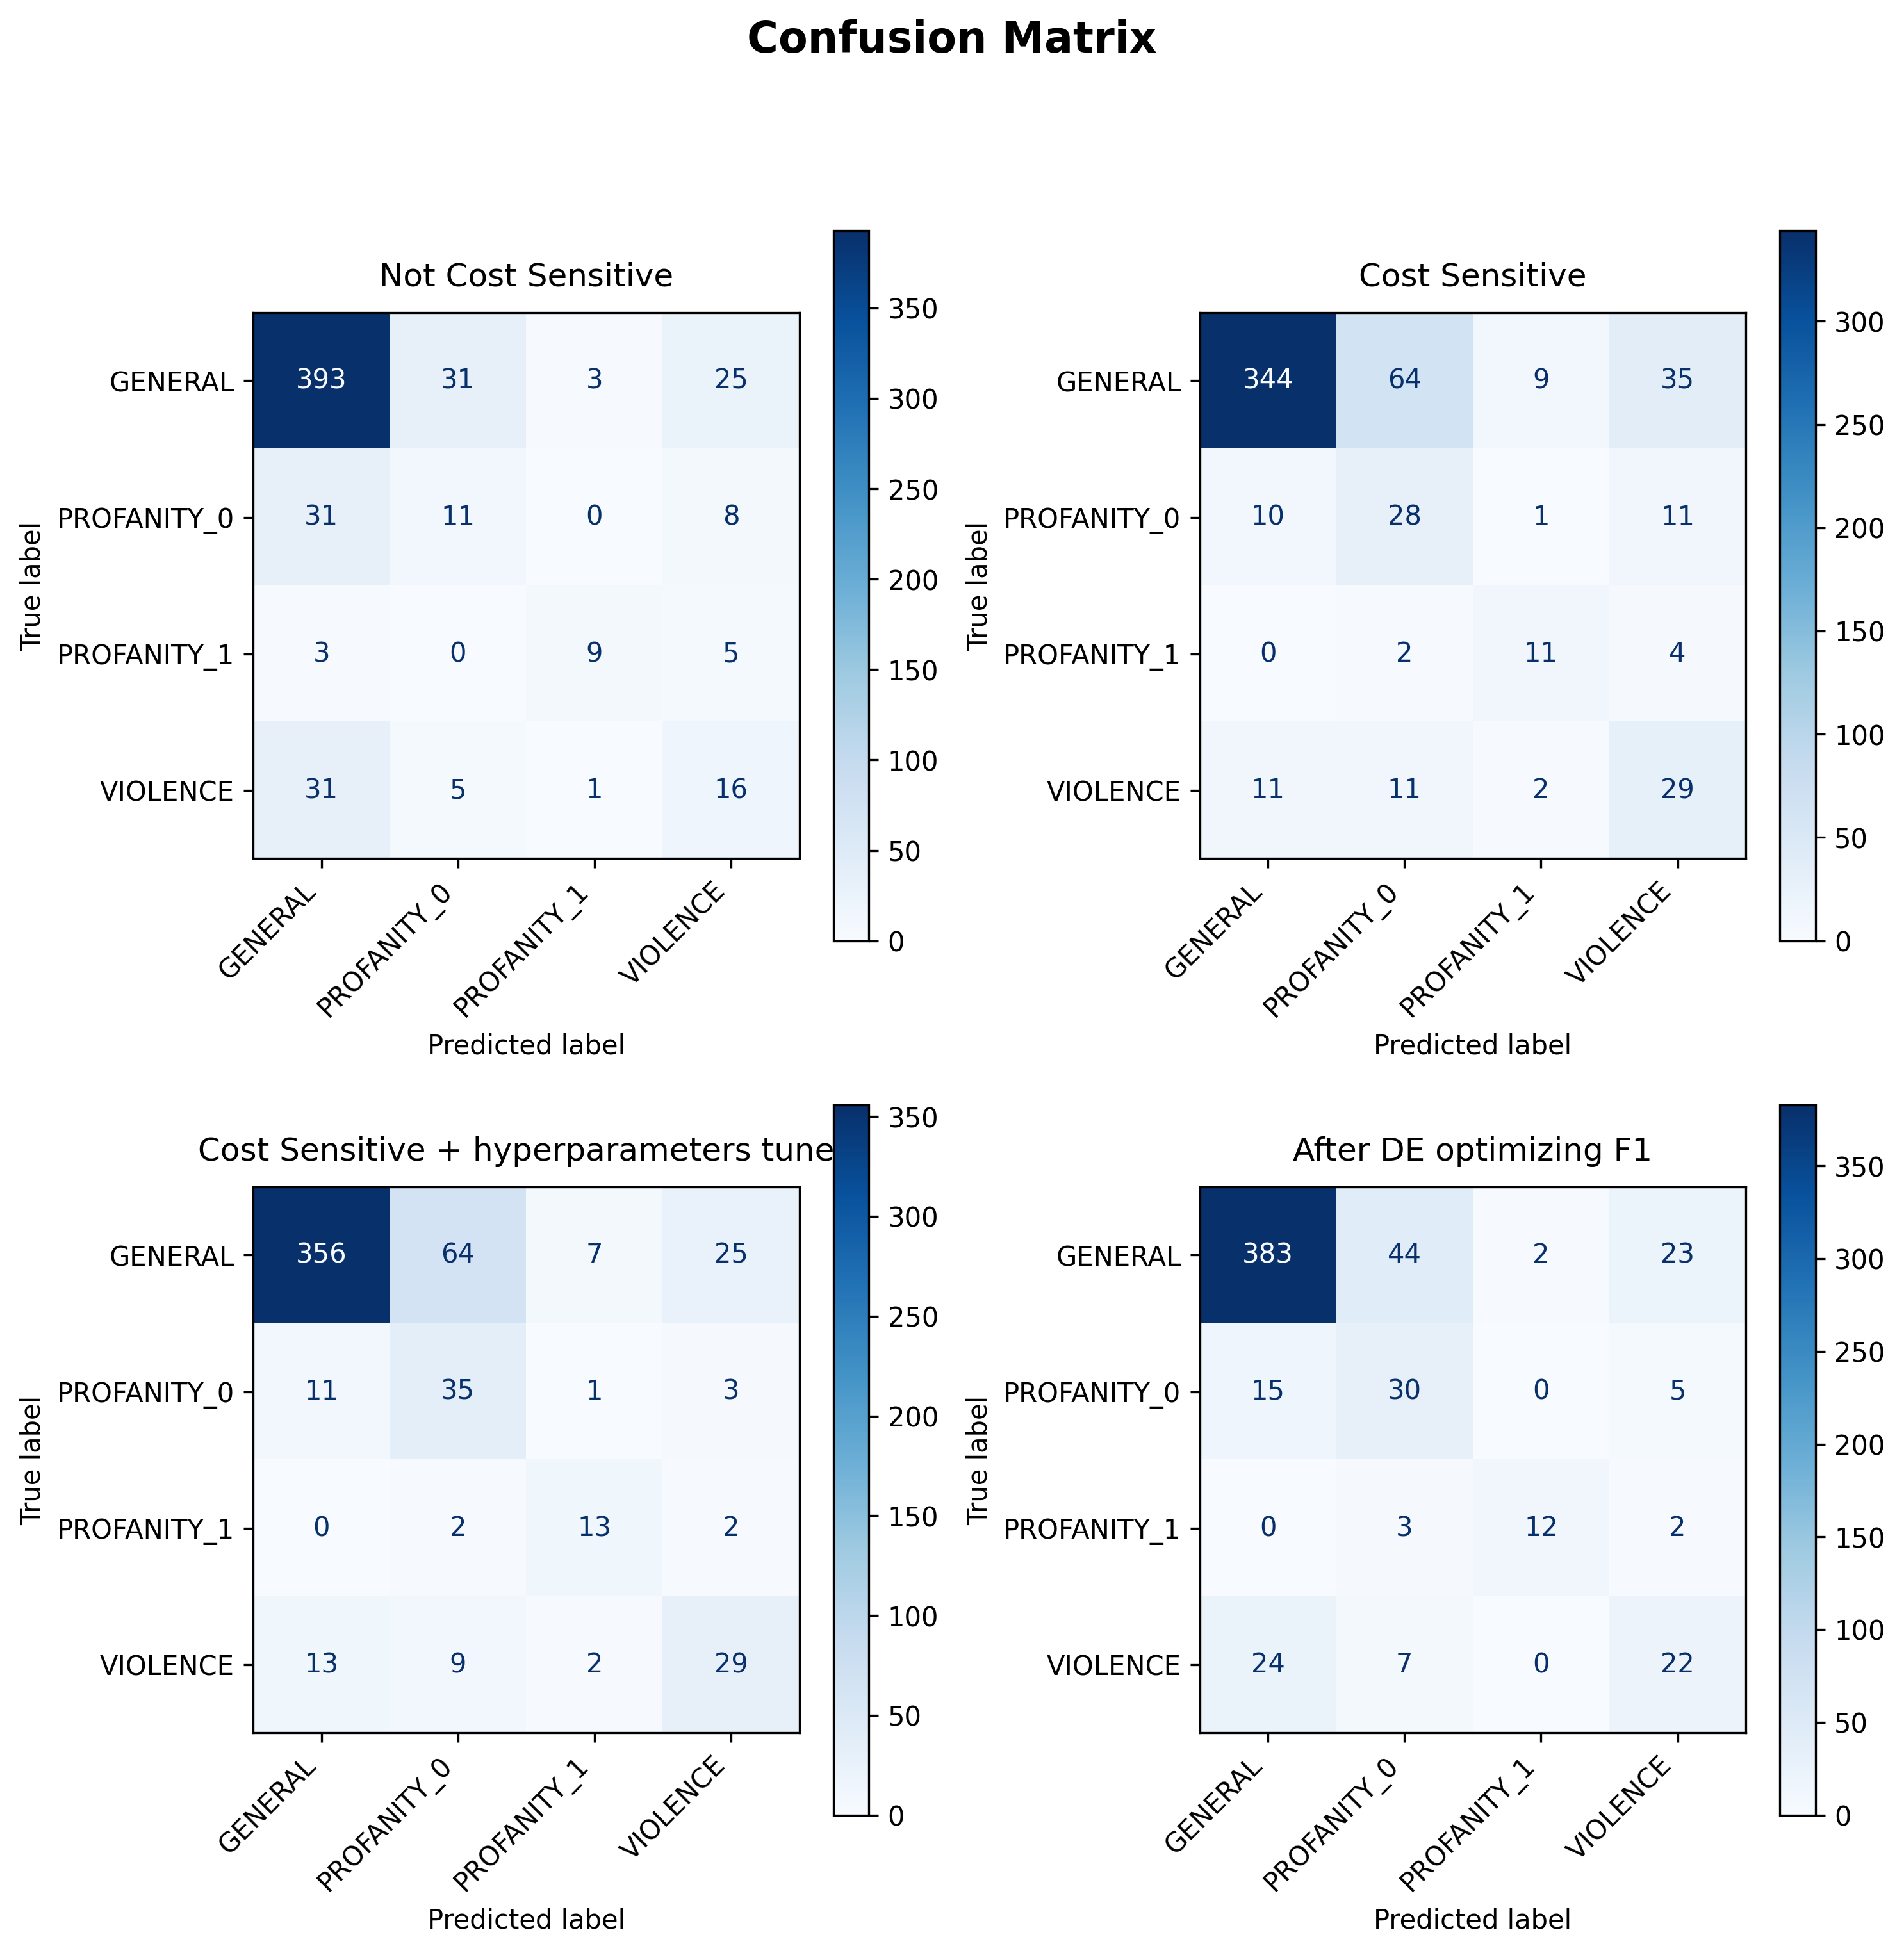 Confusion Matrix
Not Cost Sensitive
True label
GENERAL 393 31 3 25
PROFANITY_0 31 11 0 8
PROFANITY_1 3 0 9 5
VIOLENCE 31 5 1 16
GENERAL PROFANITY_0 PROFANITY_1 VIOLENCE
Predicted label
350
300
250
200
150
100
50
0
Cost Sensitive
True label
GENERAL 344 64 9 35
PROFANITY_0 10 28 1 11
PROFANITY_1 0 2 11 4
VIOLENCE 11 11 2 29
GENERAL PROFANITY_0 PROFANITY_1 VIOLENCE
Predicted label
300
250
200
150
100
50
0
Cost Sensitive + hyperparameters tune
True label
GENERAL 356 64 7 25
PROFANITY_0 11 35 1 3
PROFANITY_1 0 2 13 2
VIOLENCE 13 9 2 29
GENERAL PROFANITY_0 PROFANITY_1 VIOLENCE
Predicted label
350
300
250
200
150
100
50
0
After DE optimizing F1
True label
GENERAL 383 44 2 23
PROFANITY_0 15 30 0 5
PROFANITY_1 0 3 12 2
VIOLENCE 24 7 0 22
GENERAL PROFANITY_0 PROFANITY_1 VIOLENCE
Predicted label
350
300
250
200
150
100
50
0